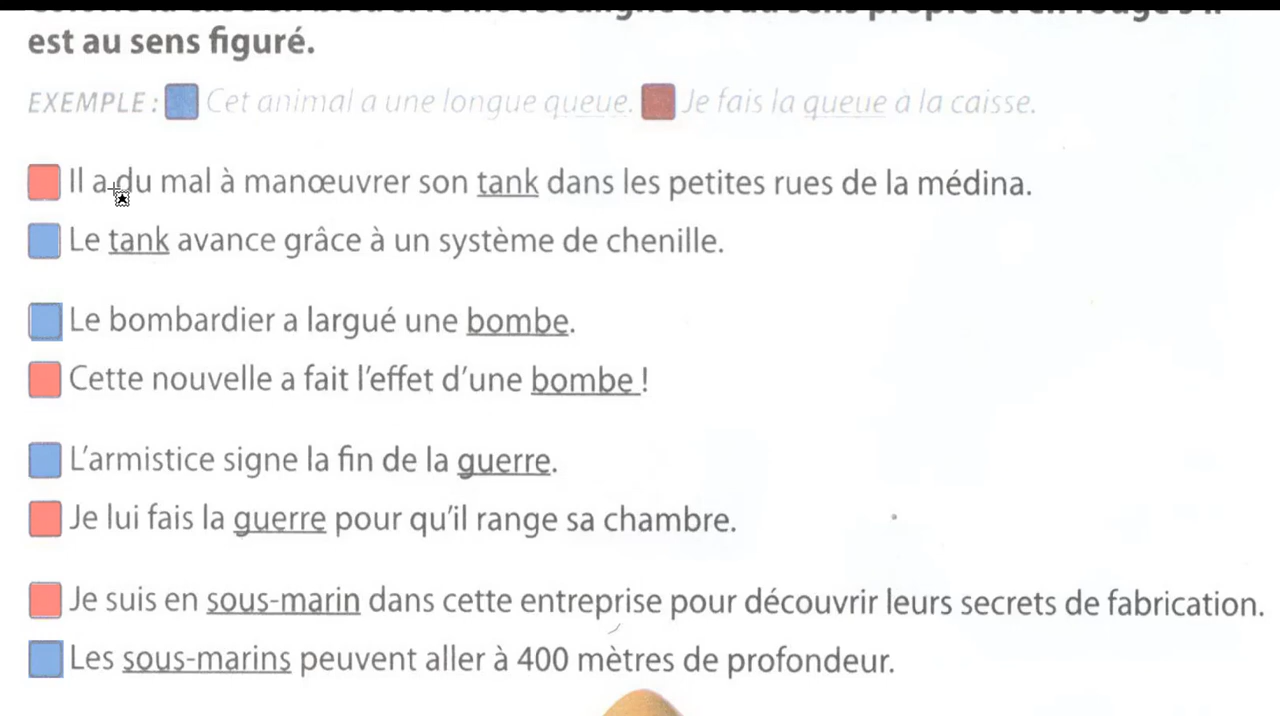 est au sens figuré.
EXEMPLE : Cet animal a une longue queue. Je fais la queue à la caisse.
Il a du mal à manœuvrer son tank dans les petites rues de la médina.
Le tank avance grâce à un système de chenille.
Le bombardier a largué une bombe.
Cette nouvelle a fait l'effet d'une bombe !
L'armistice signe la fin de la guerre.
Je lui fais la guerre pour qu'il range sa chambre.
Je suis en sous-marin dans cette entreprise pour découvrir leurs secrets de fabrication.
Les sous-marins peuvent aller à 400 mètres de profondeur.